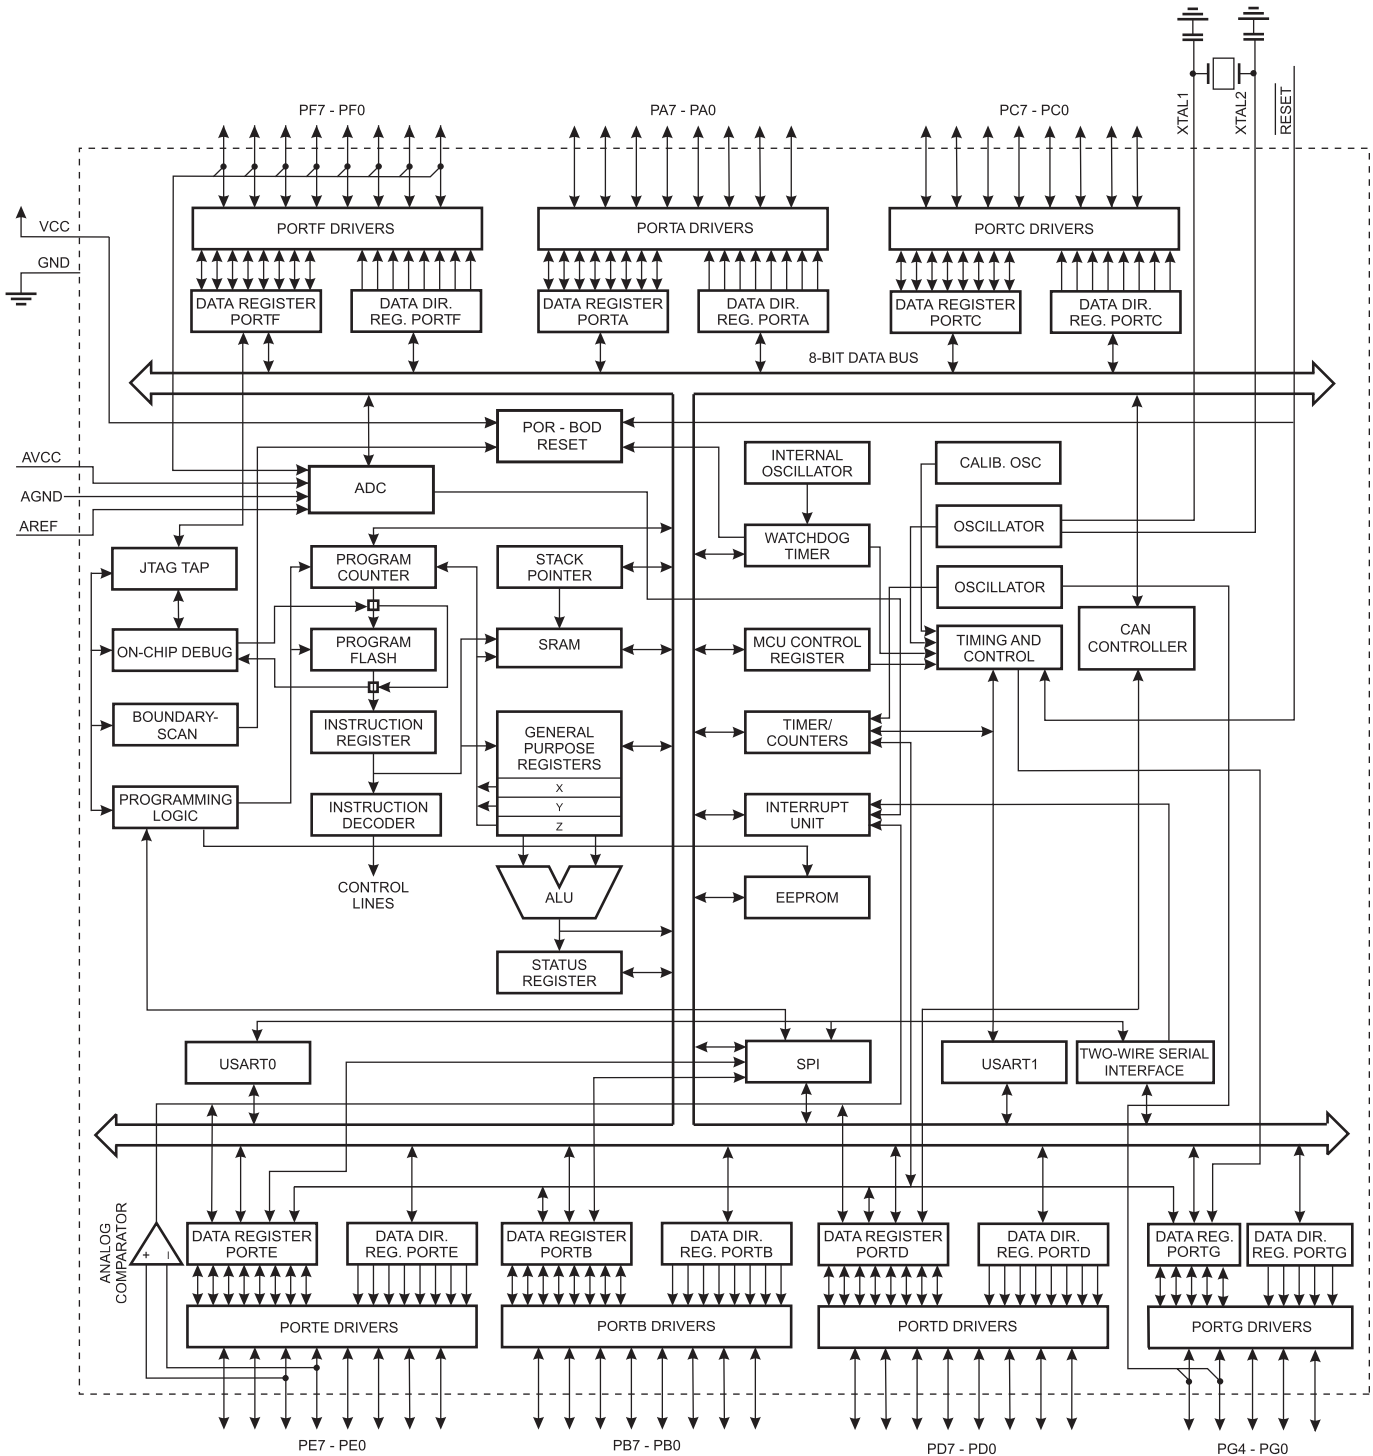 PF7 - PF0
PA7 - PA0
PC7 - PC0
XTAL1
XTAL2
RESET
VCC
GND
PORTF DRIVERS
PORTA DRIVERS
PORTC DRIVERS
DATA REGISTER
PORTF
DATA DIR.
REG. PORTF
DATA REGISTER
PORTA
DATA DIR.
REG. PORTA
DATA REGISTER
PORTC
DATA DIR.
REG. PORTC
8-BIT DATA BUS
POR - BOD
RESET
INTERNAL
OSCILLATOR
CALIB. OSC
AVCC
AGND
AREF
ADC
OSCILLATOR
WATCHDOG
TIMER
JTAG TAP
PROGRAM
COUNTER
STACK
POINTER
OSCILLATOR
ON-CHIP DEBUG
PROGRAM
FLASH
SRAM
MCU CONTROL
REGISTER
TIMING AND
CONTROL
CAN
CONTROLLER
BOUNDARY-
SCAN
INSTRUCTION
REGISTER
GENERAL
PURPOSE
REGISTERS
X
Y
Z
TIMER/
COUNTERS
PROGRAMMING
LOGIC
INSTRUCTION
DECODER
INTERRUPT
UNIT
CONTROL
LINES
ALU
EEPROM
STATUS
REGISTER
USART0
SPI
USART1
TWO-WIRE SERIAL
INTERFACE
ANALOG
COMPARATOR
+
–
DATA REGISTER
PORTE
DATA DIR.
REG. PORTE
DATA REGISTER
PORTB
DATA DIR.
REG. PORTB
DATA REGISTER
PORTD
DATA DIR.
REG. PORTD
DATA REG.
PORTG
DATA DIR.
REG. PORTG
PORTE DRIVERS
PORTB DRIVERS
PORTD DRIVERS
PORTG DRIVERS
PE7 - PE0
PB7 - PB0
PD7 - PD0
PG4 - PG0